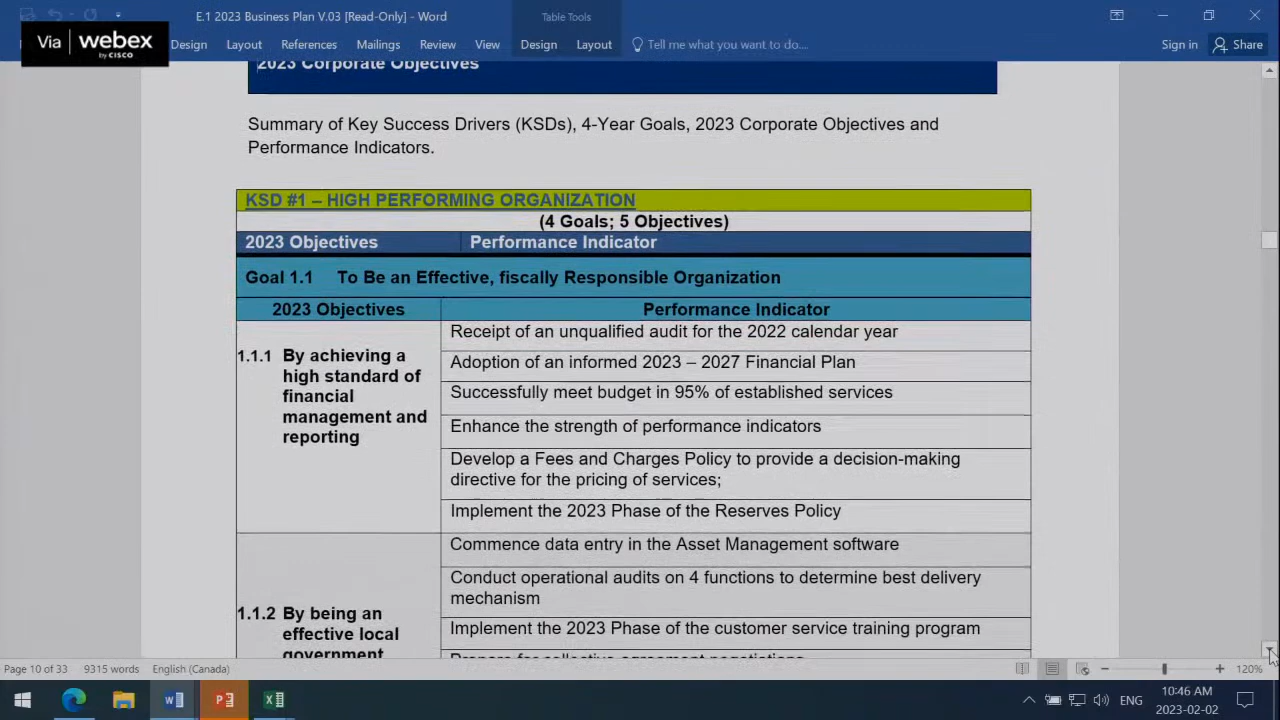 E.1 2023 Business Plan V.03 [Read-Only] - Word
Table Tools
Via webex
by CISCO
Design Layout References Mailings Review View Design Layout Tell me what you want to do... Sign in Share
2023 Corporate Objectives
Summary of Key Success Drivers (KSDs), 4-Year Goals, 2023 Corporate Objectives and
Performance Indicators.
KSD #1 – HIGH PERFORMING ORGANIZATION
(4 Goals; 5 Objectives)
2023 Objectives Performance Indicator
Goal 1.1 To Be an Effective, fiscally Responsible Organization
2023 Objectives Performance Indicator
1.1.1 By achieving a
high standard of
financial
management and
reporting
Receipt of an unqualified audit for the 2022 calendar year
Adoption of an informed 2023 – 2027 Financial Plan
Successfully meet budget in 95% of established services
Enhance the strength of performance indicators
Develop a Fees and Charges Policy to provide a decision-making
directive for the pricing of services;
Implement the 2023 Phase of the Reserves Policy
1.1.2 By being an
effective local
government
Commence data entry in the Asset Management software
Conduct operational audits on 4 functions to determine best delivery
mechanism
Implement the 2023 Phase of the customer service training program
Prepare for collective agreement negotiations
Page 10 of 33 9315 words English (Canada) 120%
ENG
10:46 AM
2023-02-02